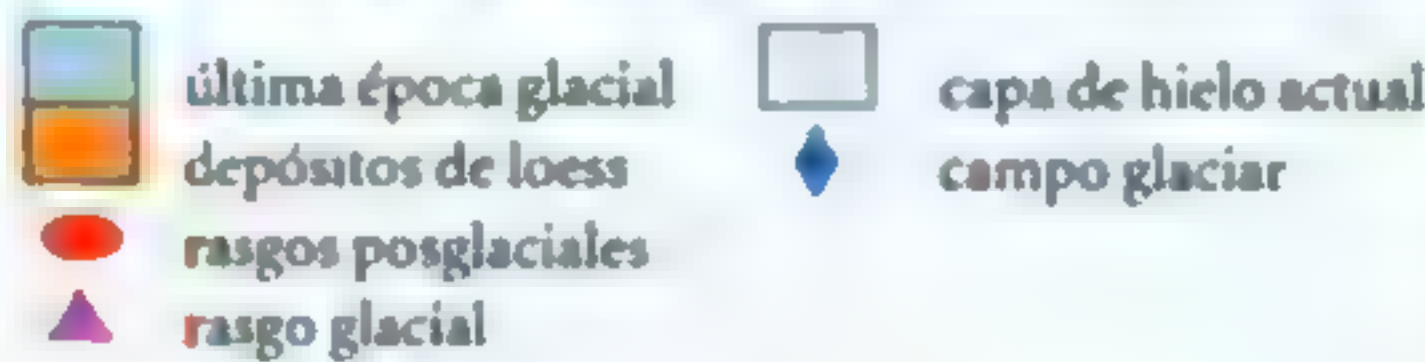 última época glacial
depósitos de loess
rasgos posglaciales
rasgo glacial
capa de hielo actual
campo glaciar